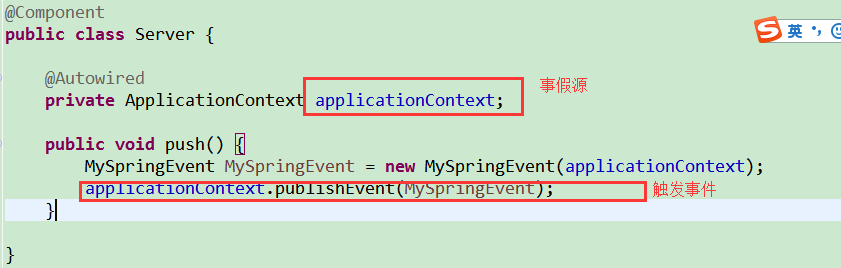 @Component
public class Server {
@Autowired
private ApplicationContext applicationContext;
事假源
public void push() {
MySpringEvent MySpringEvent = new MySpringEvent(applicationContext);
applicationContext.publishEvent(MySpringEvent);
触发事件
}
}
S 英